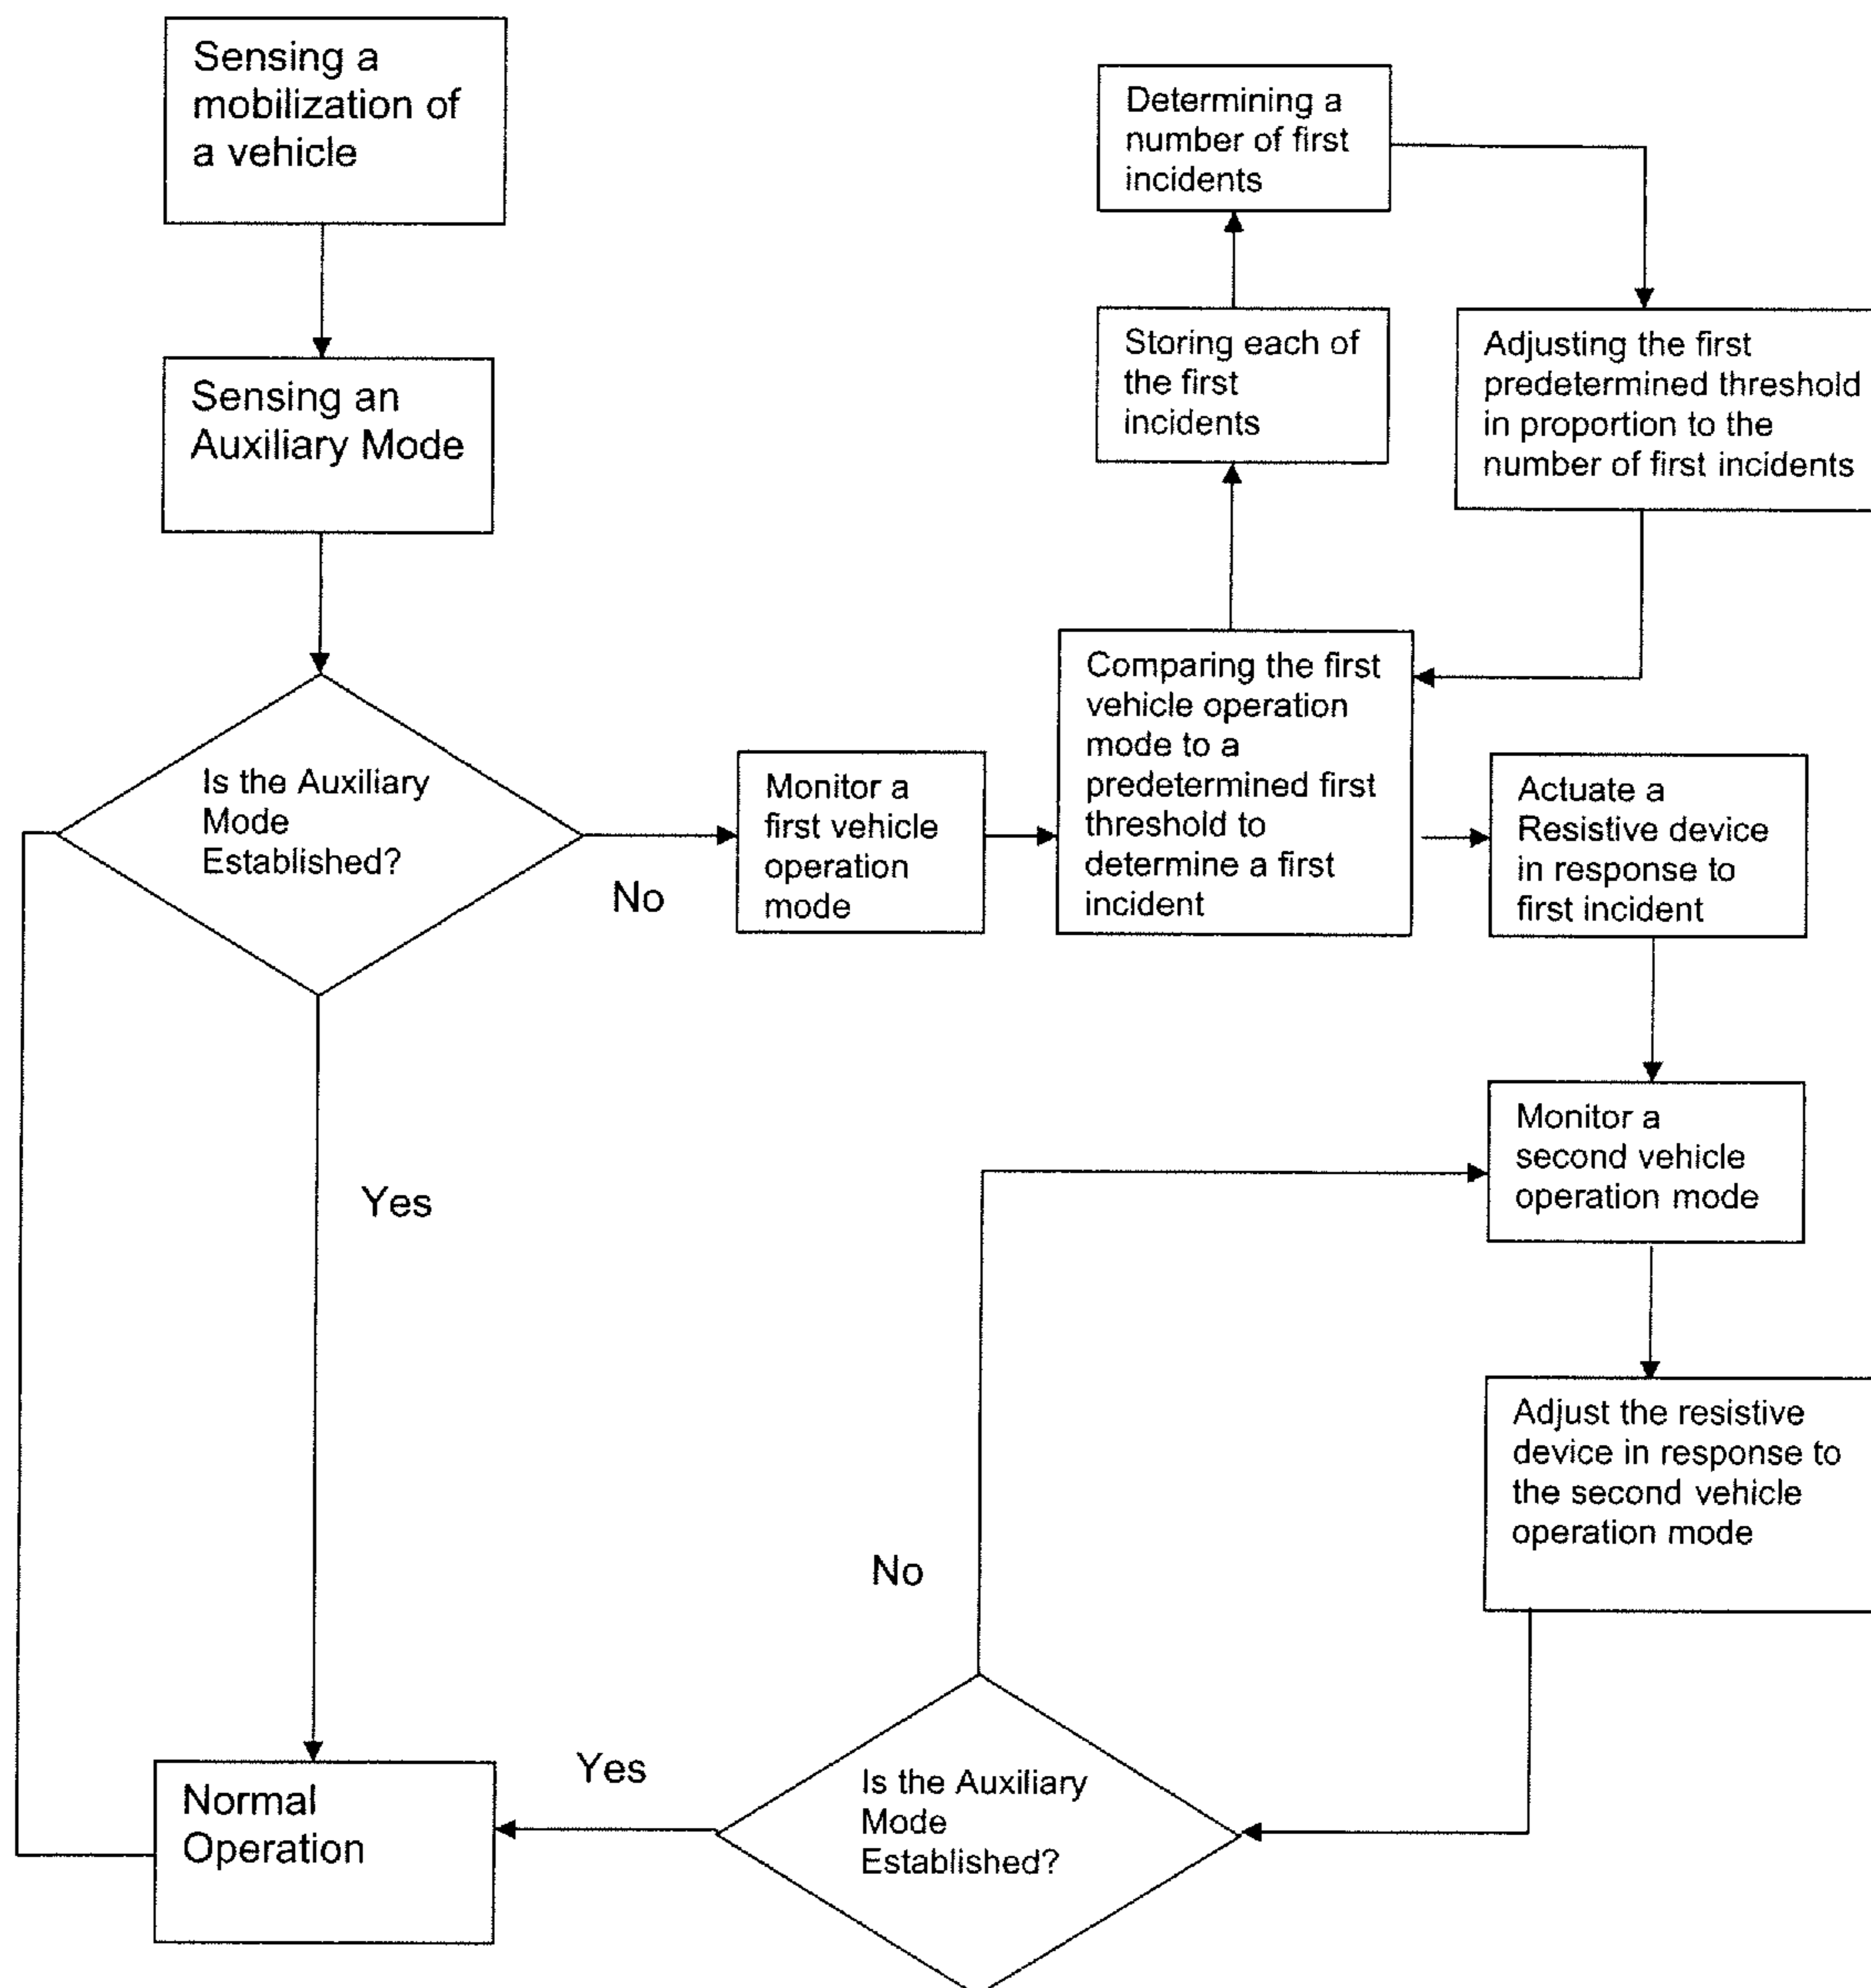 Sensing a
mobilization of
a vehicle
Sensing an
Auxiliary Mode
Is the Auxiliary
Mode
Established?
No
Yes
Monitor a
first vehicle
operation
mode
Comparing the first
vehicle operation
mode to a
predetermined first
threshold to
determine a first
incident
Storing each of
the first
incidents
Determining a
number of first
incidents
Adjusting the first
predetermined threshold
in proportion to the
number of first incidents
Actuate a
Resistive device
in response to
first incident
Monitor a
second vehicle
operation mode
Adjust the resistive
device in response to
the second vehicle
operation mode
Is the Auxiliary
Mode
Established?
No
Yes
Normal
Operation